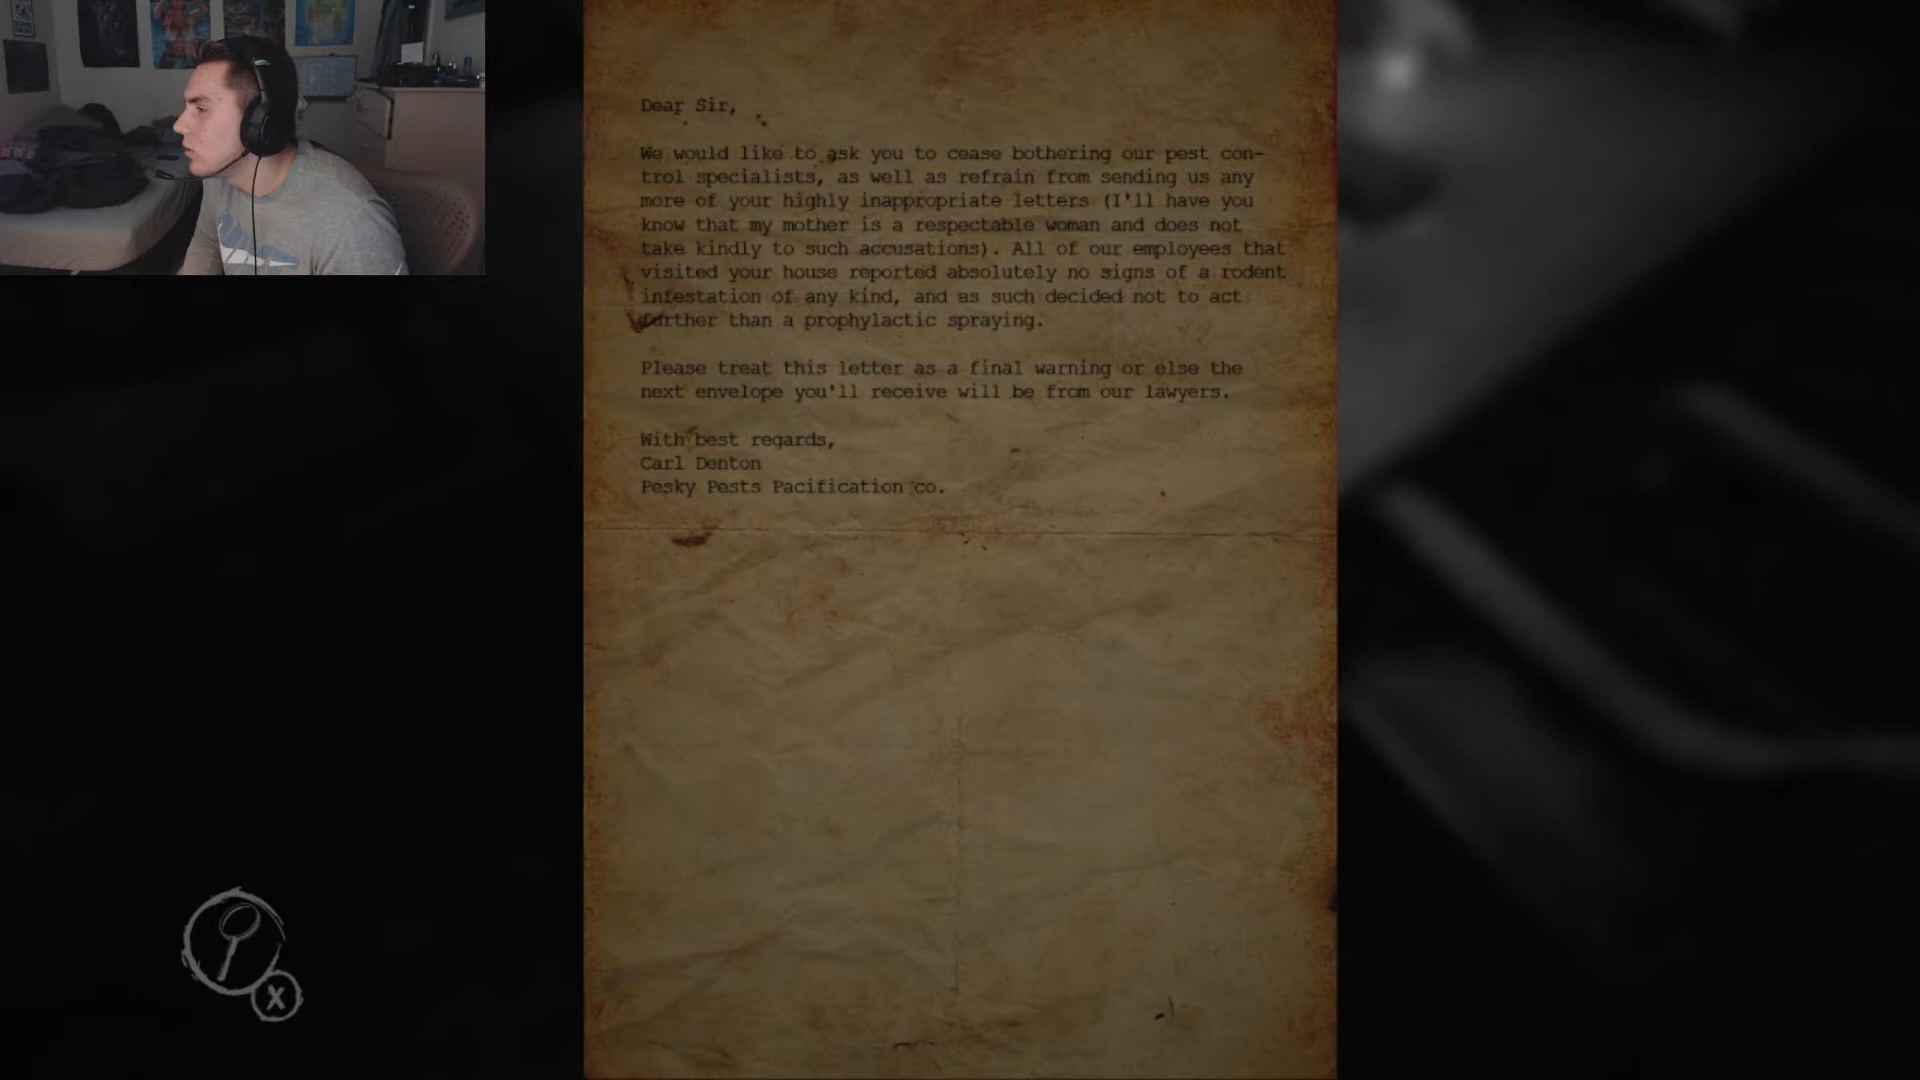 Dear Sir,
We would like to ask you to cease bothering our pest con-
trol specialists, as well as refrain from sending us any
more of your highly inappropriate letters (I'll have you
know that my mother is a respectable woman and does not
take kindly to such accusations). All of our employees that
visited your house reported absolutely no signs of a rodent
infestation of any kind, and as such decided not to act
further than a prophylactic spraying.
Please treat this letter as a final warning or else the
next envelope you'll receive will be from our lawyers.
With best regards,
Carl Denton
Pesky Pests Pacification co.
X